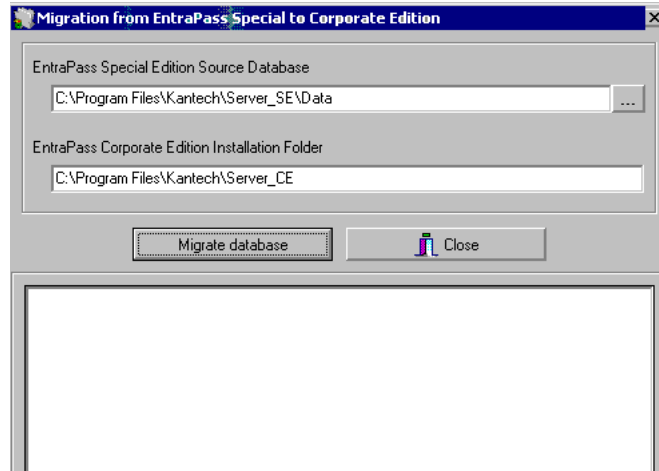 Migration from EntraPass Special to Corporate Edition
EntraPass Special Edition Source Database
C:\Program Files\Kantech\Server_SE\Data
...
EntraPass Corporate Edition Installation Folder
C:\Program Files\Kantech\Server_CE
Migrate database
Close